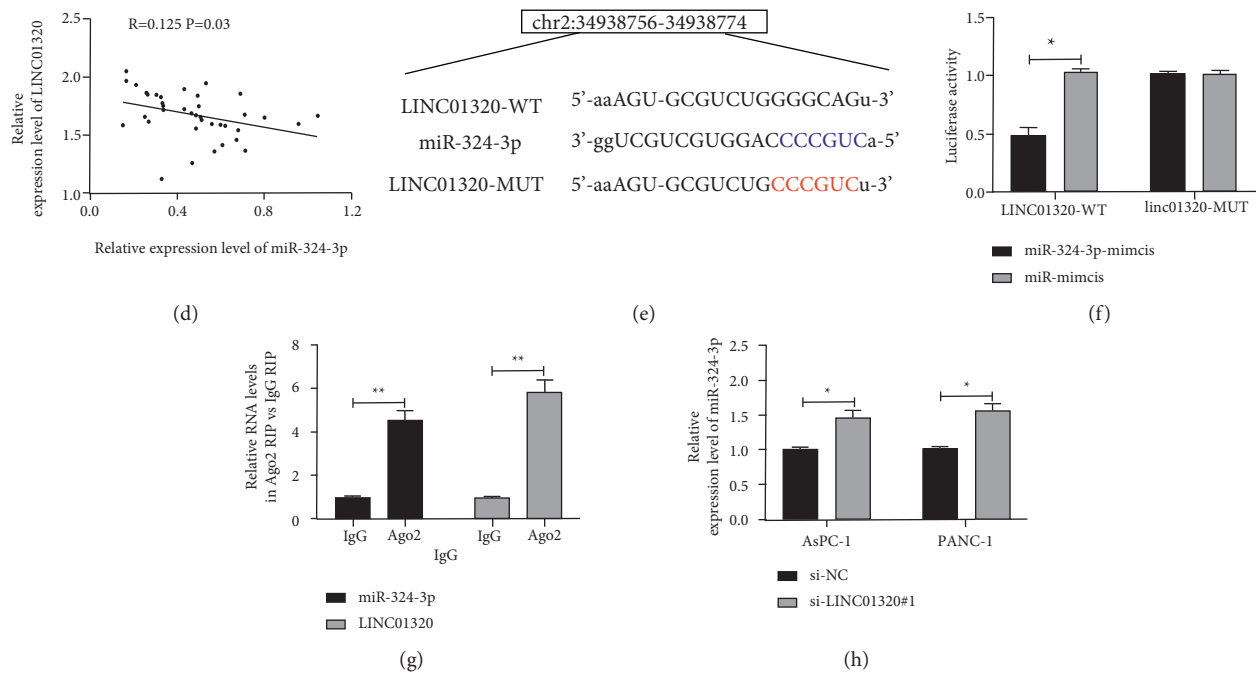 R=0.125 P=0.03
Relative
expression level of LINC01320
2.5
2.0
1.5
1.0
0.0 0.4 0.8 1.2
Relative expression level of miR-324-3p
(d)
chr2:34938756-34938774
LINC01320-WT 5'-aaAGU-GCGUCUGGGGCAGu-3'
miR-324-3p 3'-ggUCGUCGUGGACCCCGUCa-5'
LINC01320-MUT 5'-aaAGU-GCGUCUGCCCGUCu-3'
(e)
Luciferase activity
1.5
1.0
0.5
0.0
*
LINC01320-WT linc01320-MUT
miR-324-3p-mimcis
miR-mimcis
(f)
Relative RNA levels
in Ago2 RIP vs IgG RIP
8
6
4
2
0
** **
IgG Ago2 IgG Ago2
IgG
miR-324-3p
LINC01320
(g)
Relative
expression level of miR-324-3p
2.5
2.0
1.5
1.0
0.5
0.0
* *
AsPC-1 PANC-1
si-NC
si-LINC01320#1
(h)